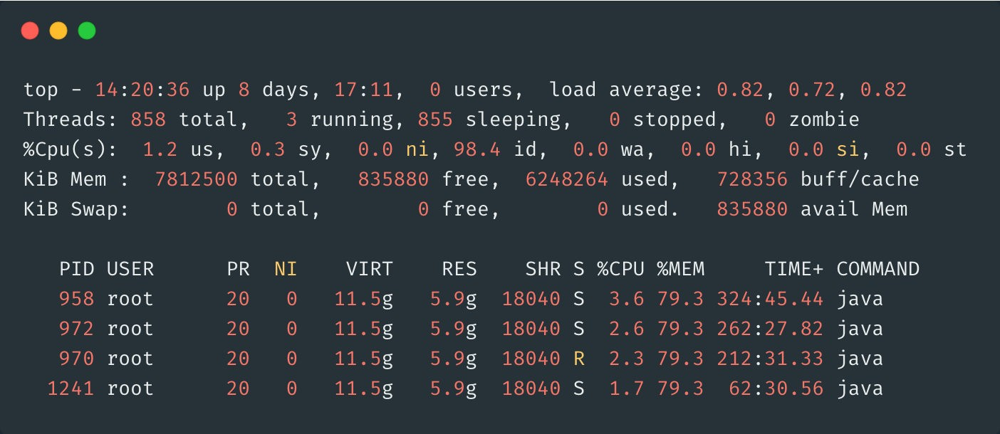 top - 14:20:36 up 8 days, 17:11,  0 users,  load average: 0.82, 0.72, 0.82
Threads: 858 total,   3 running, 855 sleeping,   0 stopped,   0 zombie
%Cpu(s):  1.2 us,  0.3 sy,  0.0 ni, 98.4 id,  0.0 wa,  0.0 hi,  0.0 si,  0.0 st
KiB Mem :  7812500 total,   835880 free,  6248264 used,   728356 buff/cache
KiB Swap:        0 total,        0 free,        0 used.   835880 avail Mem
   PID USER      PR  NI    VIRT    RES    SHR S %CPU %MEM     TIME+ COMMAND
   958 root      20   0   11.5g   5.9g  18040 S  3.6 79.3 324:45.44 java
   972 root      20   0   11.5g   5.9g  18040 S  2.6 79.3 262:27.82 java
   970 root      20   0   11.5g   5.9g  18040 R  2.3 79.3 212:31.33 java
  1241 root      20   0   11.5g   5.9g  18040 S  1.7 79.3  62:30.56 java